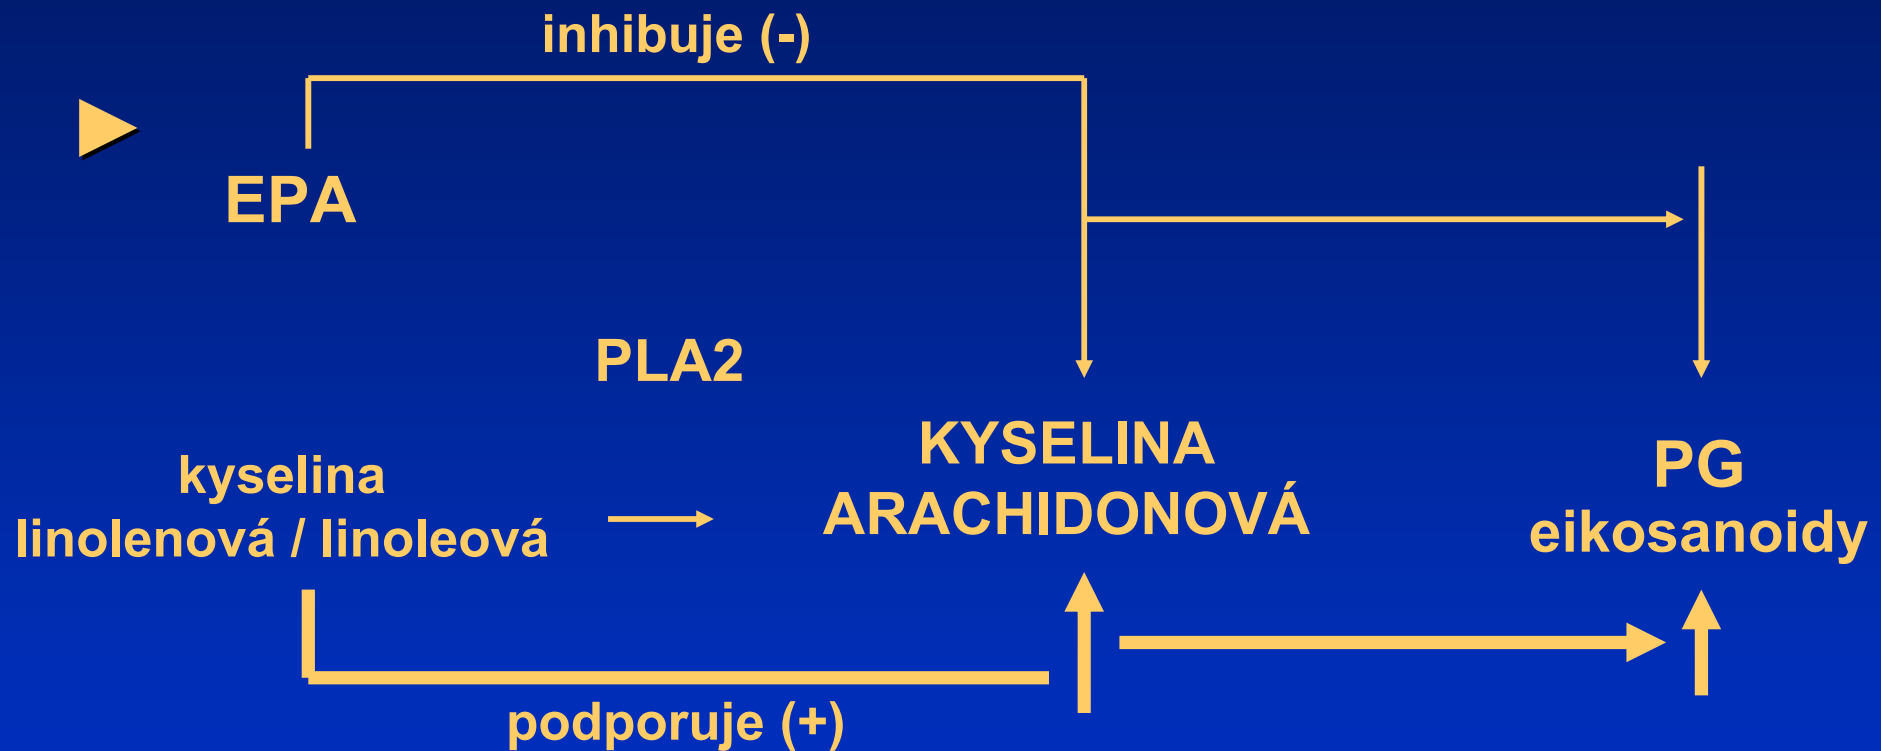 inhibuje (-)
EPA
PLA2
kyselina
linolenová / linoleová
KYSELINA
ARACHIDONOVÁ
PG
eikosanoidy
podporuje (+)